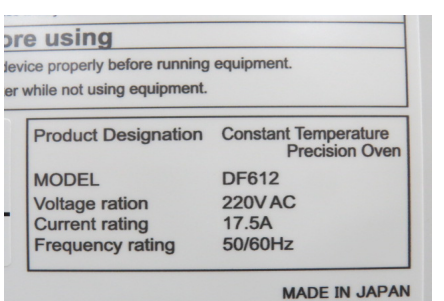 ore using
device properly before running equipment.
er while not using equipment.
Product Designation Constant Temperature
Precision Oven
MODEL DF612
Voltage ration 220V AC
Current rating 17.5A
Frequency rating 50/60Hz
MADE IN JAPAN